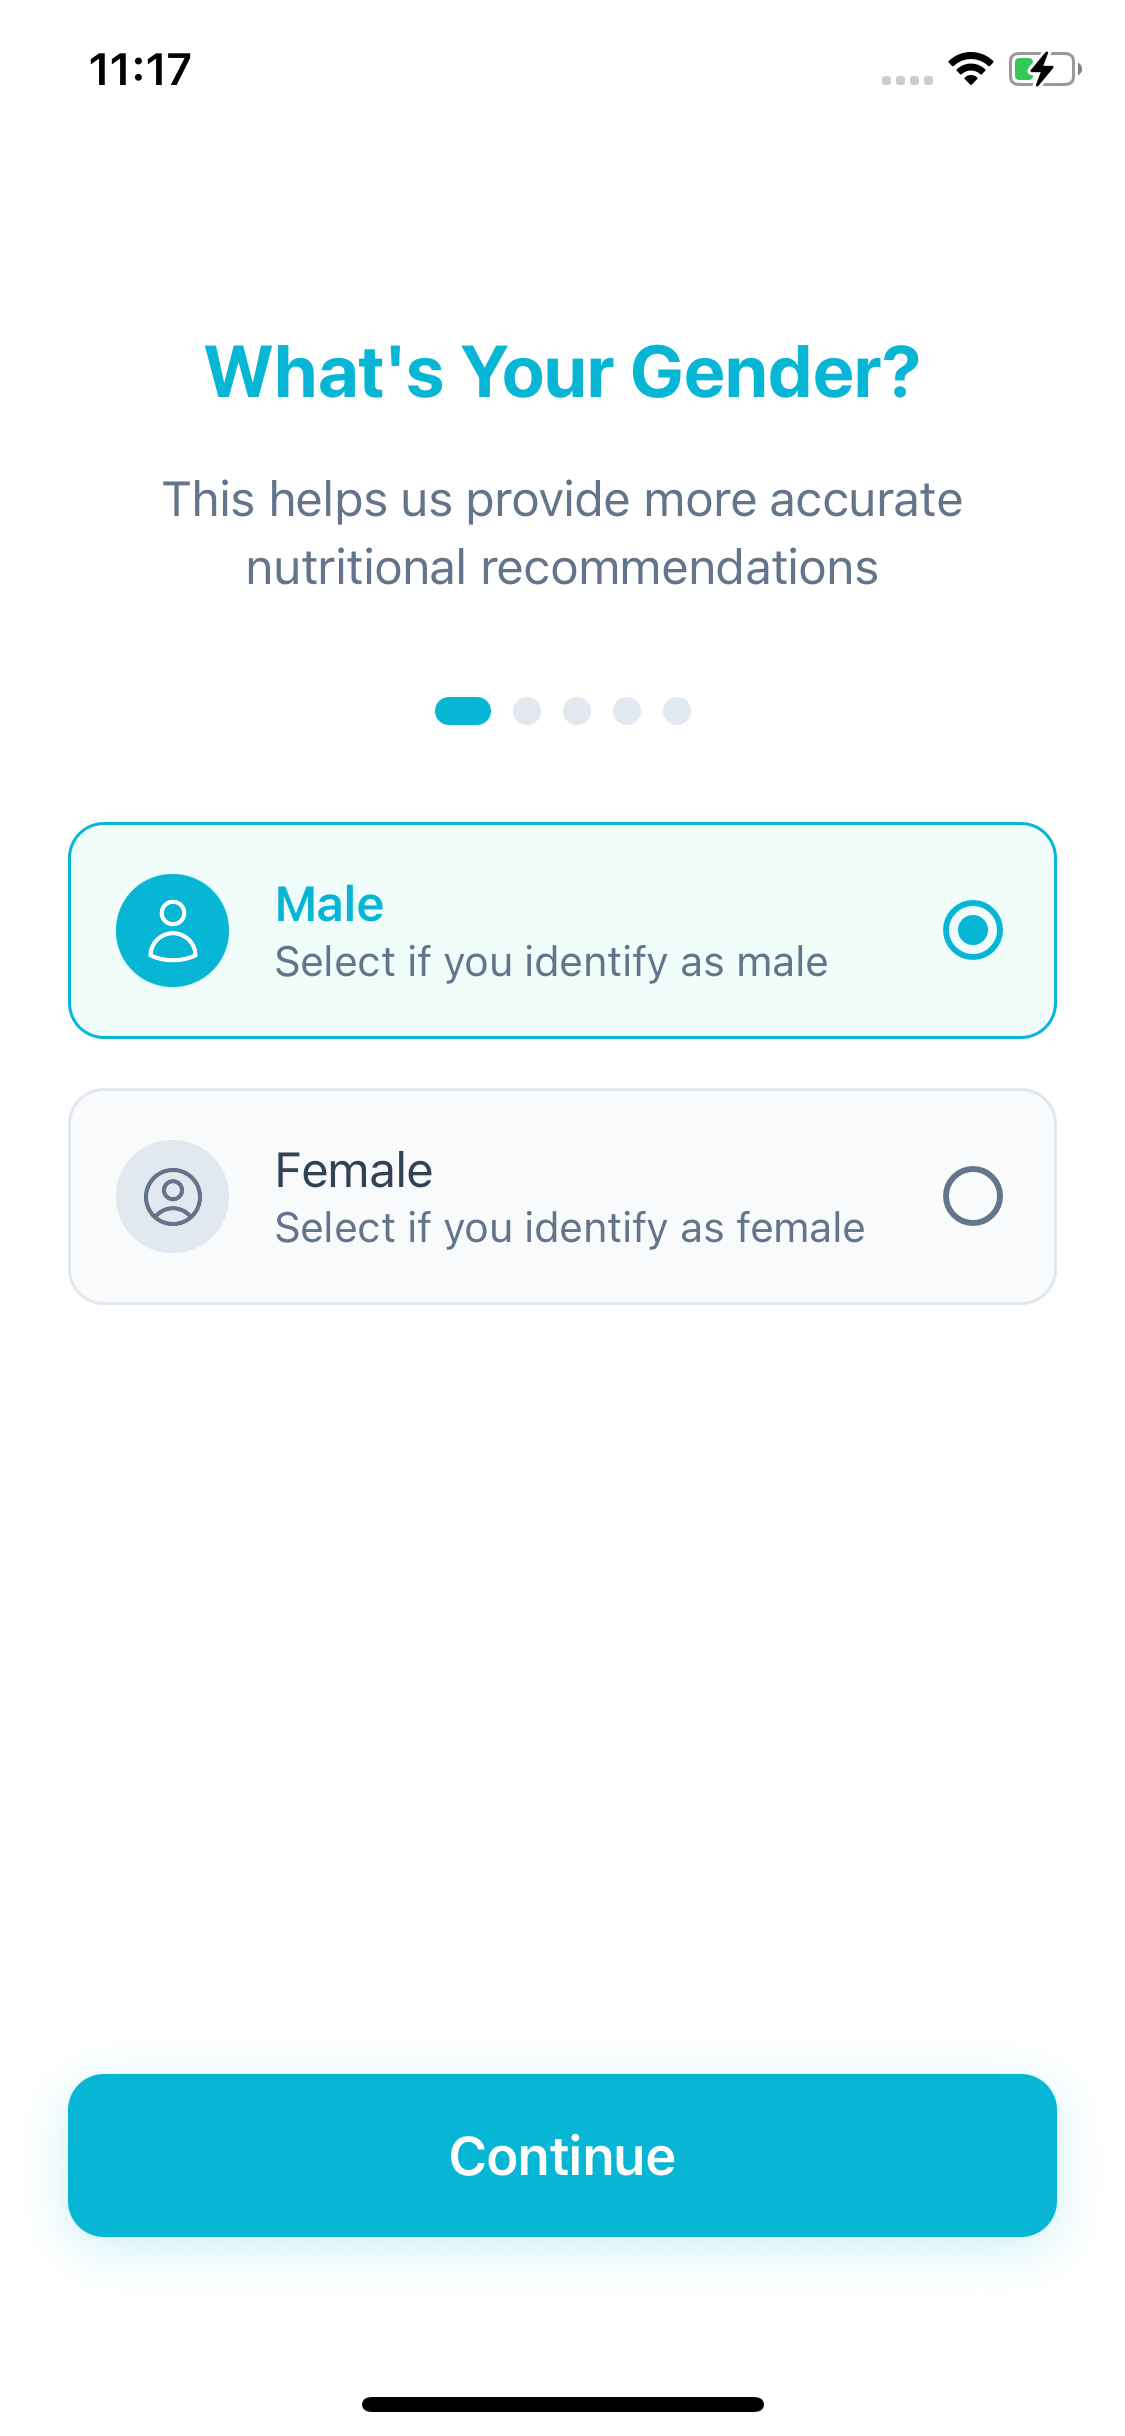 11:17
What's Your Gender?
This helps us provide more accurate
nutritional recommendations
Male
Select if you identify as male
Female
Select if you identify as female
Continue